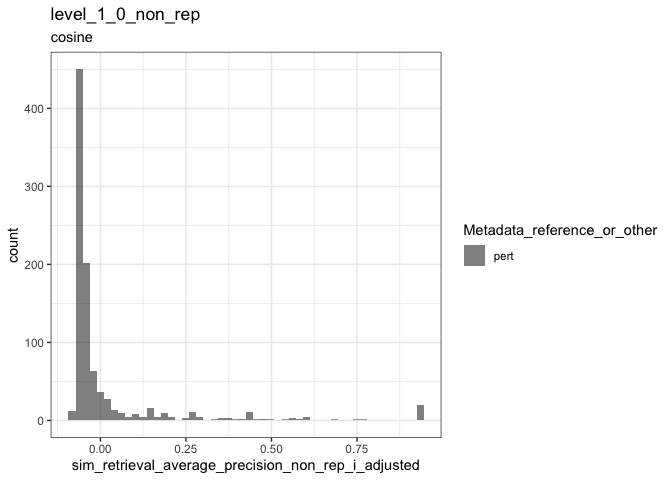 level_1_0_non_rep
cosine
400
300
200
100
0
count
0.00 0.25 0.50 0.75
sim_retrieval_average_precision_non_rep_i_adjusted
Metadata_reference_or_other
pert